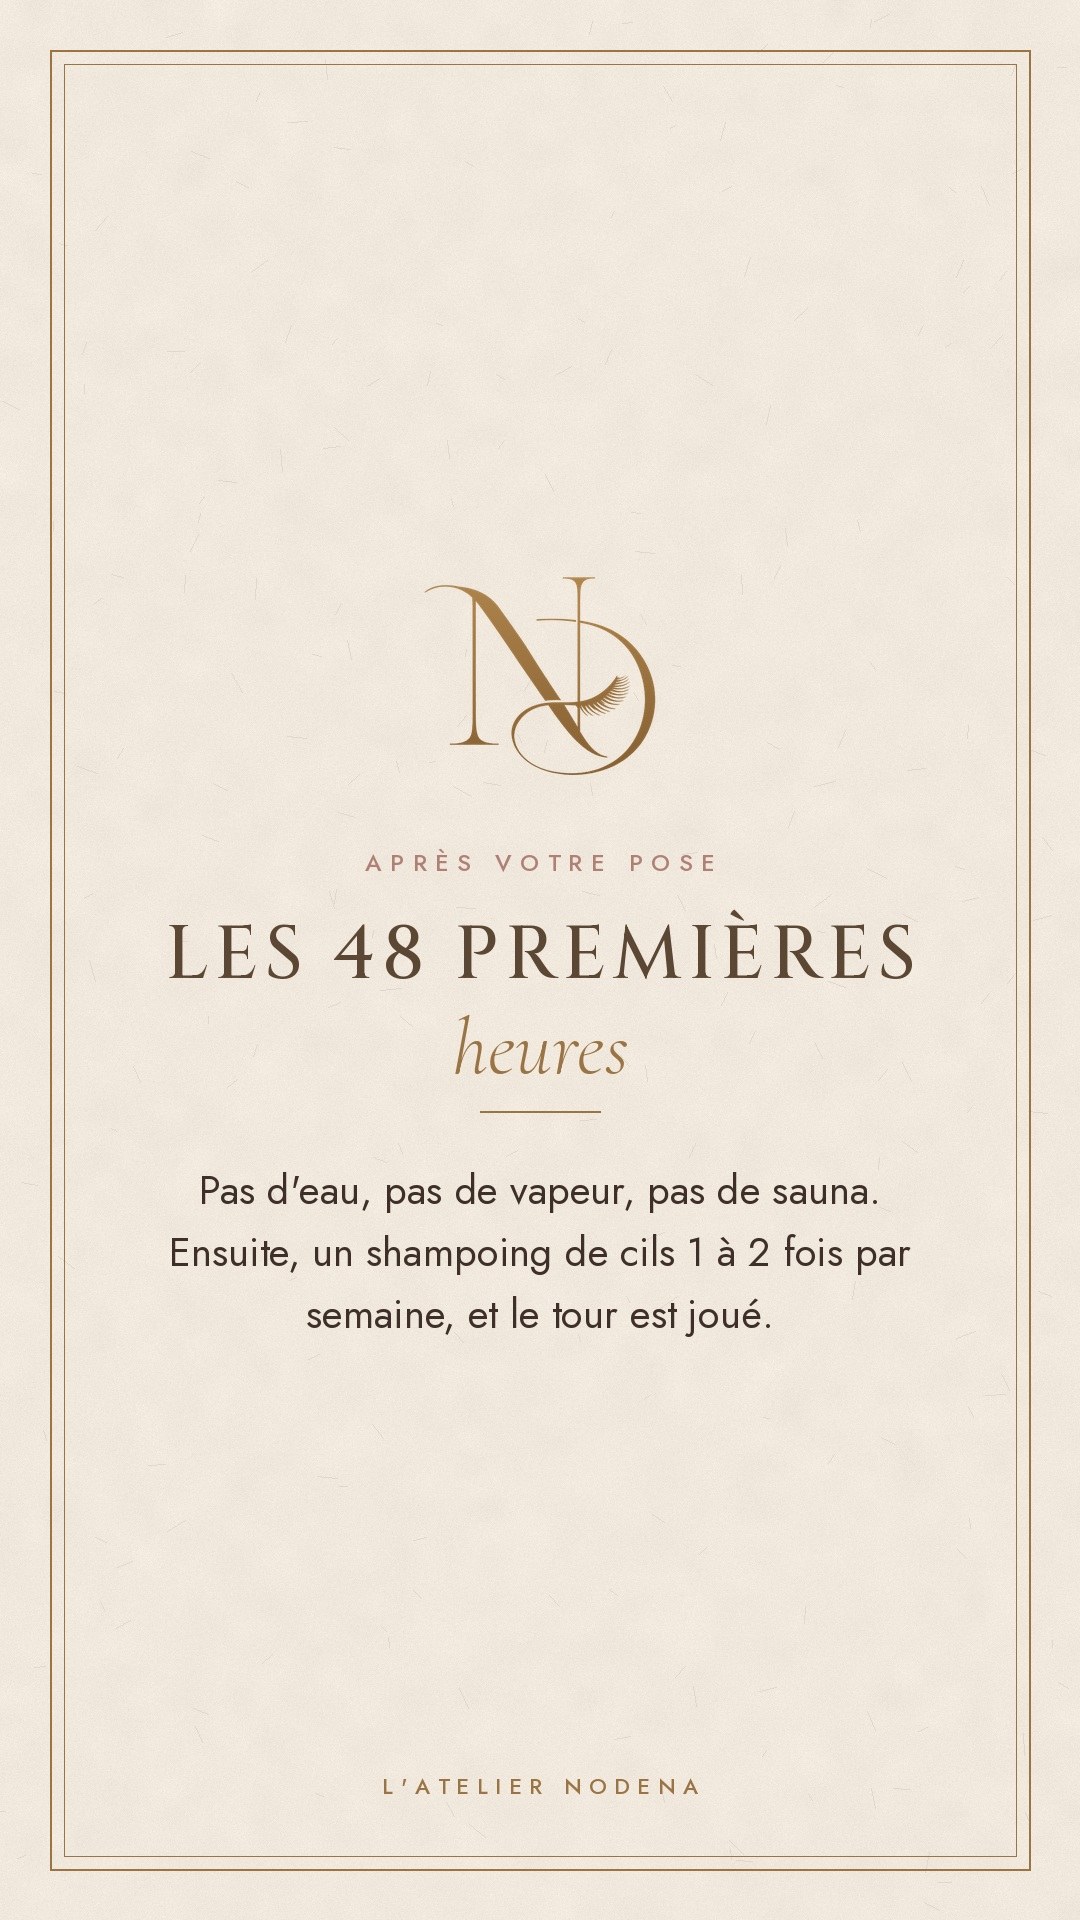 APRÈS VOTRE POSE
LES 48 PREMIÈRES
heures
Pas d'eau, pas de vapeur, pas de sauna.
Ensuite, un shampoing de cils 1 à 2 fois par
semaine, et le tour est joué.
L'ATELIER NODENA